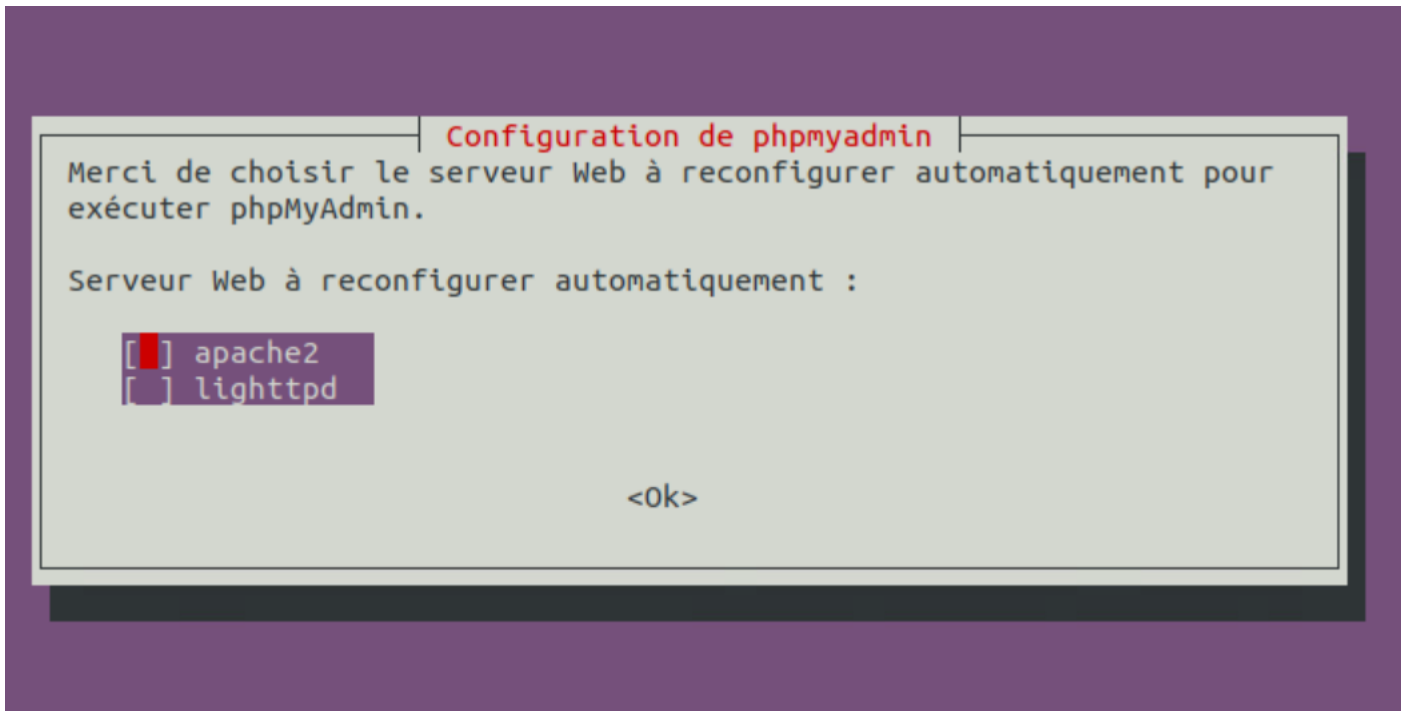 Configuration de phpmyadmin
Merci de choisir le serveur Web à reconfigurer automatiquement pour
exécuter phpMyAdmin.
Serveur Web à reconfigurer automatiquement :
[ ] apache2
[ ] lighttpd
<Ok>